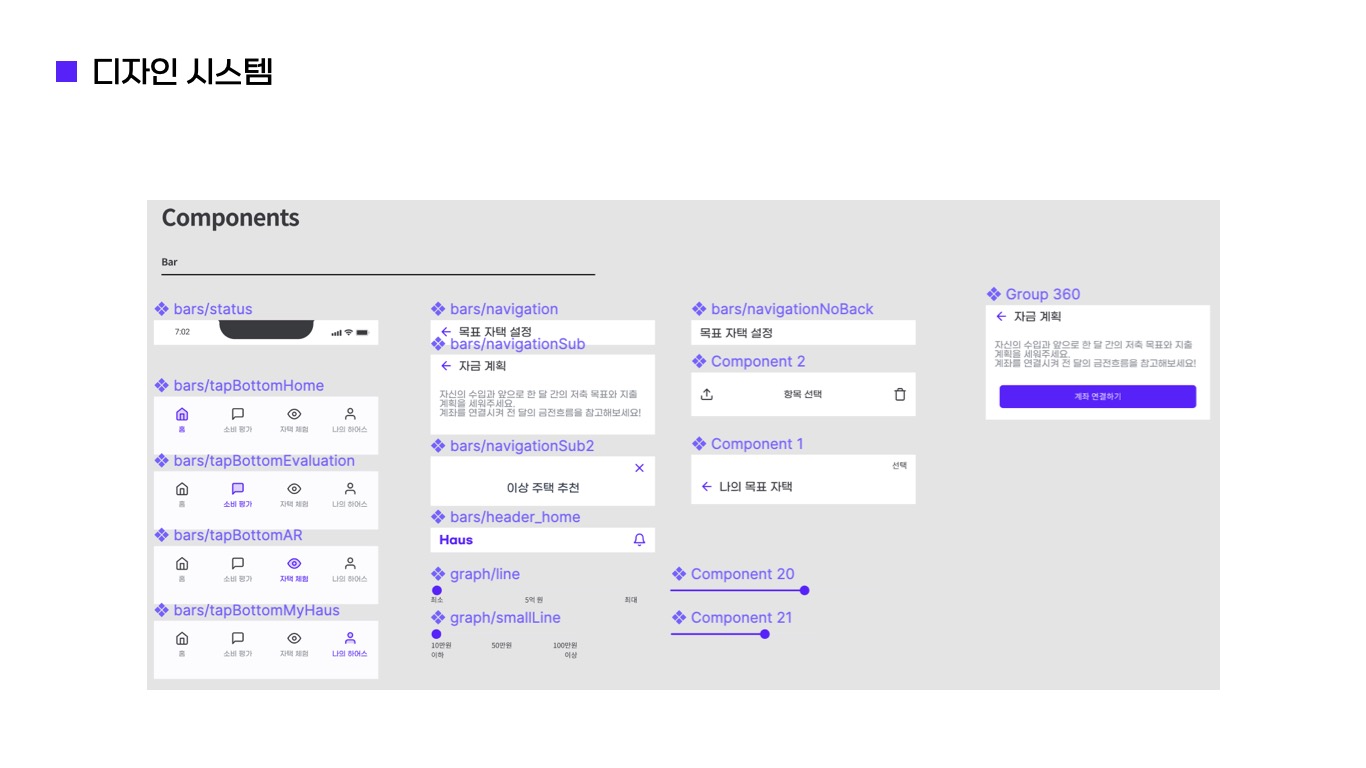 디자인 시스템
Components
Bar
bars/status
7:02
bars/tapBottomHome
홈 소비 평가 자택 체험 나의 하어스
bars/tapBottomEvaluation
홈 소비 평가 자택 체험 나의 하어스
bars/tapBottomAR
홈 소비 평가 자택 체험 나의 하어스
bars/tapBottomMyHaus
홈 소비 평가 자택 체험 나의 하어스
bars/navigation
목표 자택 설정
bars/navigationSub
자금 계획
자신의 수입과 앞으로 한 달 간의 저축 목표와 지출
계획을 세워주세요.
계좌를 연결시켜 전 달의 금전흐름을 참고해보세요!
bars/navigationSub2
이상 주택 추천
bars/header_home
Haus
graph/line
최소 5억 원 최대
graph/smallLine
10만원 50만원 100만원
이하 이상
bars/navigationNoBack
목표 자택 설정
Component 2
항목 선택
Component 1
선택
나의 목표 자택
Component 20
Component 21
Group 360
자금 계획
자신의 수입과 앞으로 한 달 간의 저축 목표와 지출
계획을 세워주세요.
계좌를 연결시켜 전 달의 금전흐름을 참고해보세요!
계좌 연결하기